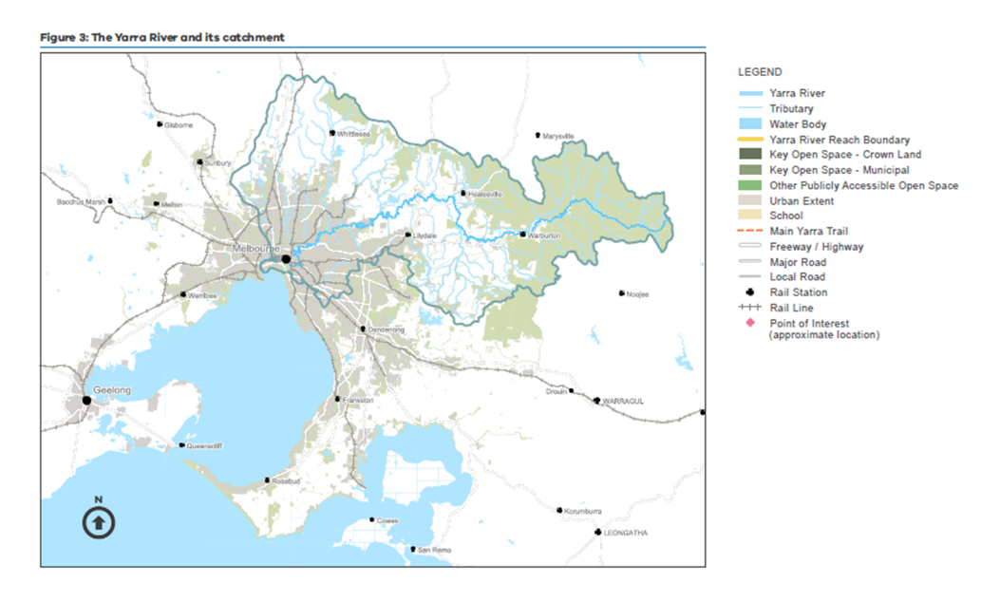 Figure 3: The Yarra River and its catchment
LEGEND
Yarra River
Tributary
Water Body
Yarra River Reach Boundary
Key Open Space - Crown Land
Key Open Space - Municipal
Other Publicly Accessible Open Space
Urban Extent
School
Main Yarra Trail
Freeway / Highway
Major Road
Local Road
Rail Station
Rail Line
Point of Interest
(approximate location)
Gisborne
Whittlesea
Marysville
Sunbury
Bacchus Marsh
Melton
Healesville
Lilydale
Warburton
Melbourne
Werribee
Noojee
Dandenong
Geelong
Frankston
Drouin
WARRAGUL
Queenscliff
Rosebud
N
Korumburra
Cowes
LEONGATHA
San Remo